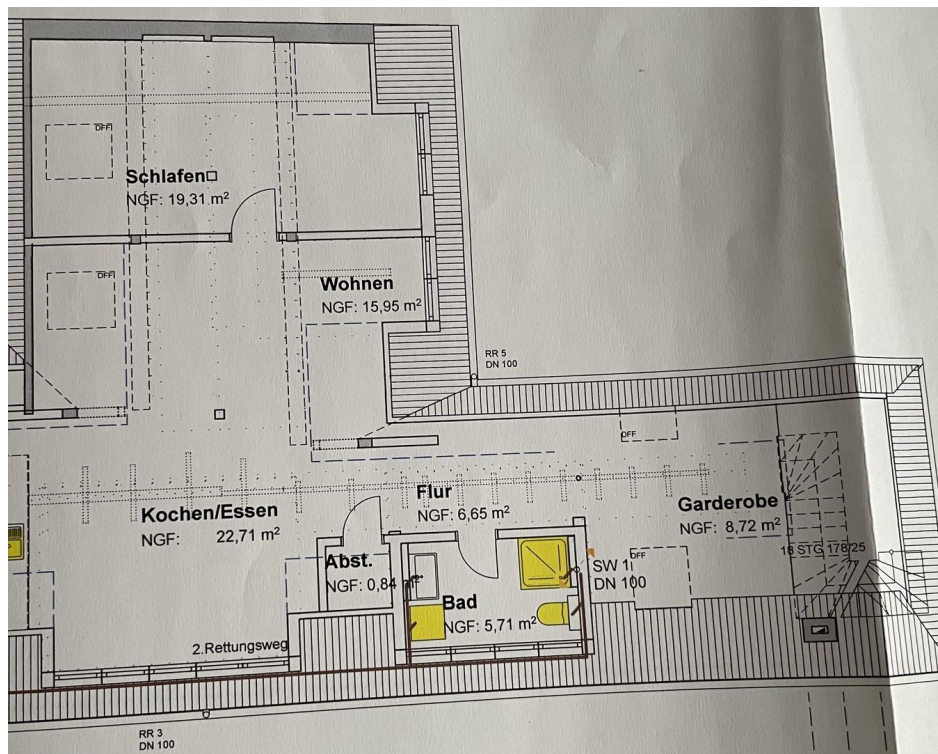 DFF
Schlafen
NGF: 19,31 m²
DFF
Wohnen
NGF: 15,95 m²
RR 5
DN 100
DFF
Flur
NGF: 6,65 m²
Garderobe
NGF: 8,72 m²
Kochen/Essen
NGF: 22,71 m²
18 STG 178/25
DFF
Abst.
NGF: 0,84 m²
SW 1
DN 100
Bad
NGF: 5,71 m²
2.Rettungsweg
RR 3
DN 100